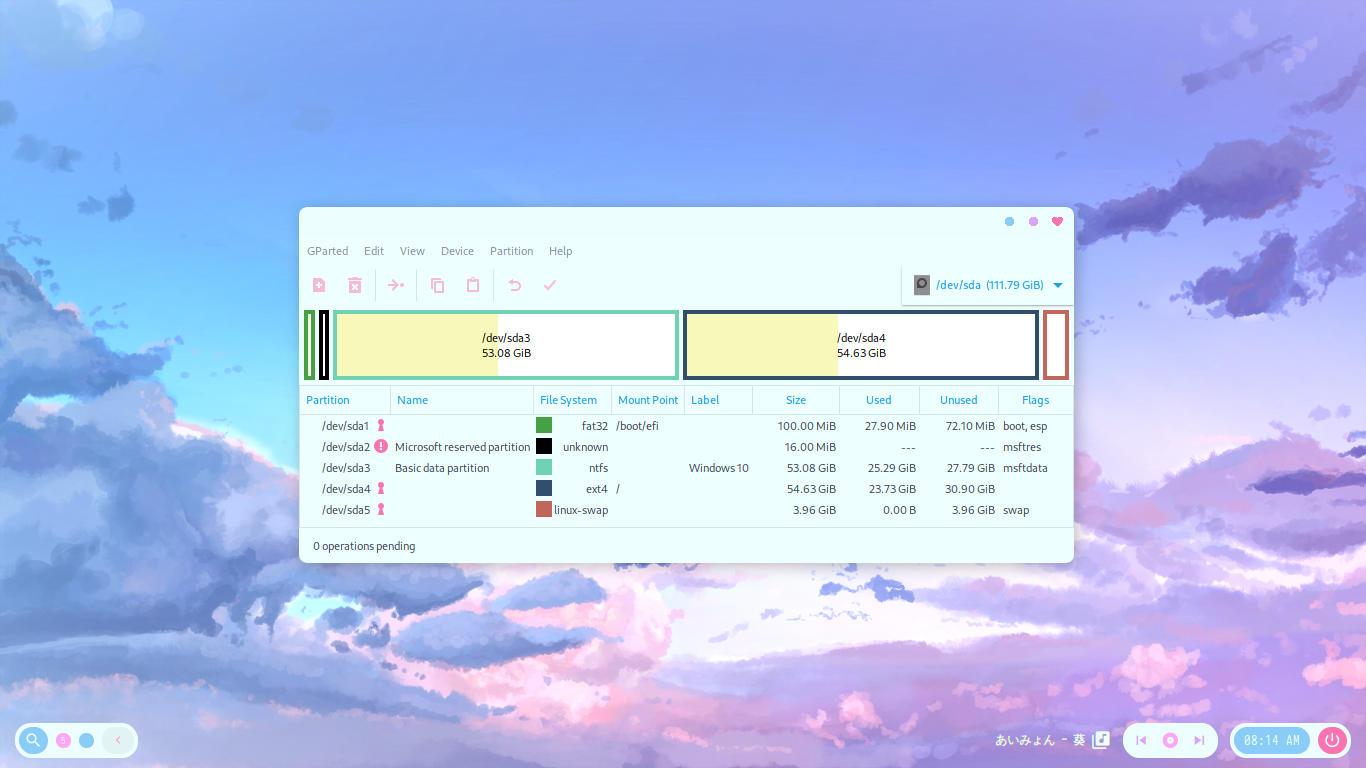 GParted Edit View Device Partition Help
/dev/sda (111.79 GiB)
/dev/sda3
53.08 GiB
/dev/sda4
54.63 GiB
Partition Name File System Mount Point Label Size Used Unused Flags
/dev/sda1 fat32 /boot/efi 100.00 MiB 27.90 MiB 72.10 MiB boot, esp
/dev/sda2 Microsoft reserved partition unknown 16.00 MiB --- --- msftres
/dev/sda3 Basic data partition ntfs Windows 10 53.08 GiB 25.29 GiB 27.79 GiB msftdata
/dev/sda4 ext4 / 54.63 GiB 23.73 GiB 30.90 GiB
/dev/sda5 linux-swap 3.96 GiB 0.00 B 3.96 GiB swap
0 operations pending
5
あいみょん - 葵
08:14 AM